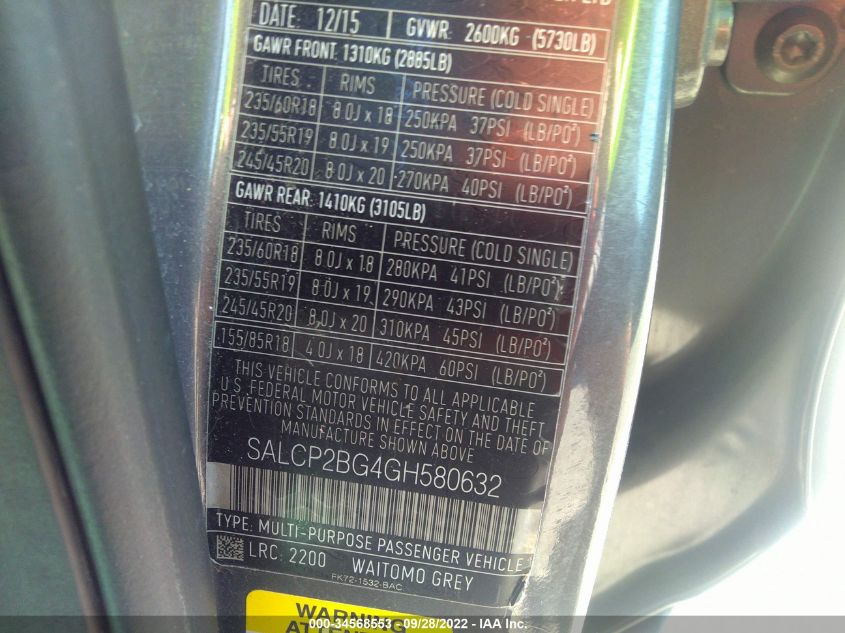 DATE 12/15 GVWR 2600KG (5730LB)
GAWR FRONT 1310KG (2885LB)
TIRES RIMS PRESSURE (COLD SINGLE)
235/60R18 8.0J x 18 250KPA 37PSI (LB/PO²)
235/55R19 8.0J x 19 250KPA 37PSI (LB/PO²)
245/45R20 8.0J x 20 270KPA 40PSI (LB/PO²)
GAWR REAR 1410KG (3105LB)
TIRES RIMS PRESSURE (COLD SINGLE)
235/60R18 8.0J x 18 280KPA 41PSI (LB/PO²)
235/55R19 8.0J x 19 290KPA 43PSI (LB/PO²)
245/45R20 8.0J x 20 310KPA 45PSI (LB/PO²)
155/85R18 4.0J x 18 420KPA 60PSI (LB/PO²)
THIS VEHICLE CONFORMS TO ALL APPLICABLE
U.S. FEDERAL MOTOR VEHICLE SAFETY AND THEFT
PREVENTION STANDARDS IN EFFECT ON THE DATE OF
MANUFACTURE SHOWN ABOVE
SALCP2BG4GH580632
TYPE: MULTI-PURPOSE PASSENGER VEHICLE
LRC: 2200 WAITOMO GREY
FK72-1532-BAC
WARNING
000-34568553 - 09/28/2022 - IAA Inc.